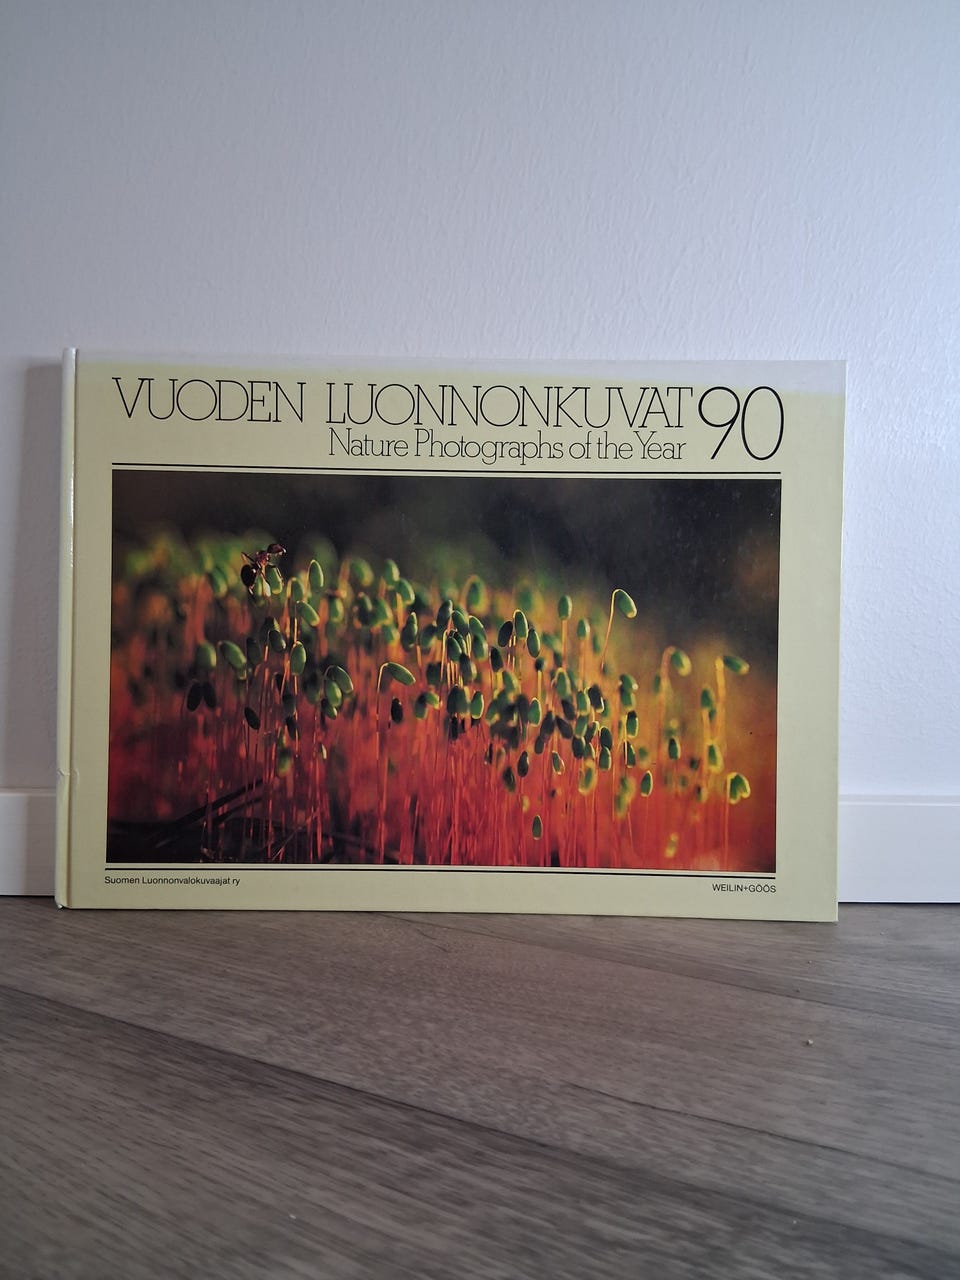 VUODEN LUONNONKUVAT 90
Nature Photographs of the Year
Suomen Luonnonvalokuvaajat ry
WEILIN+GÖÖS